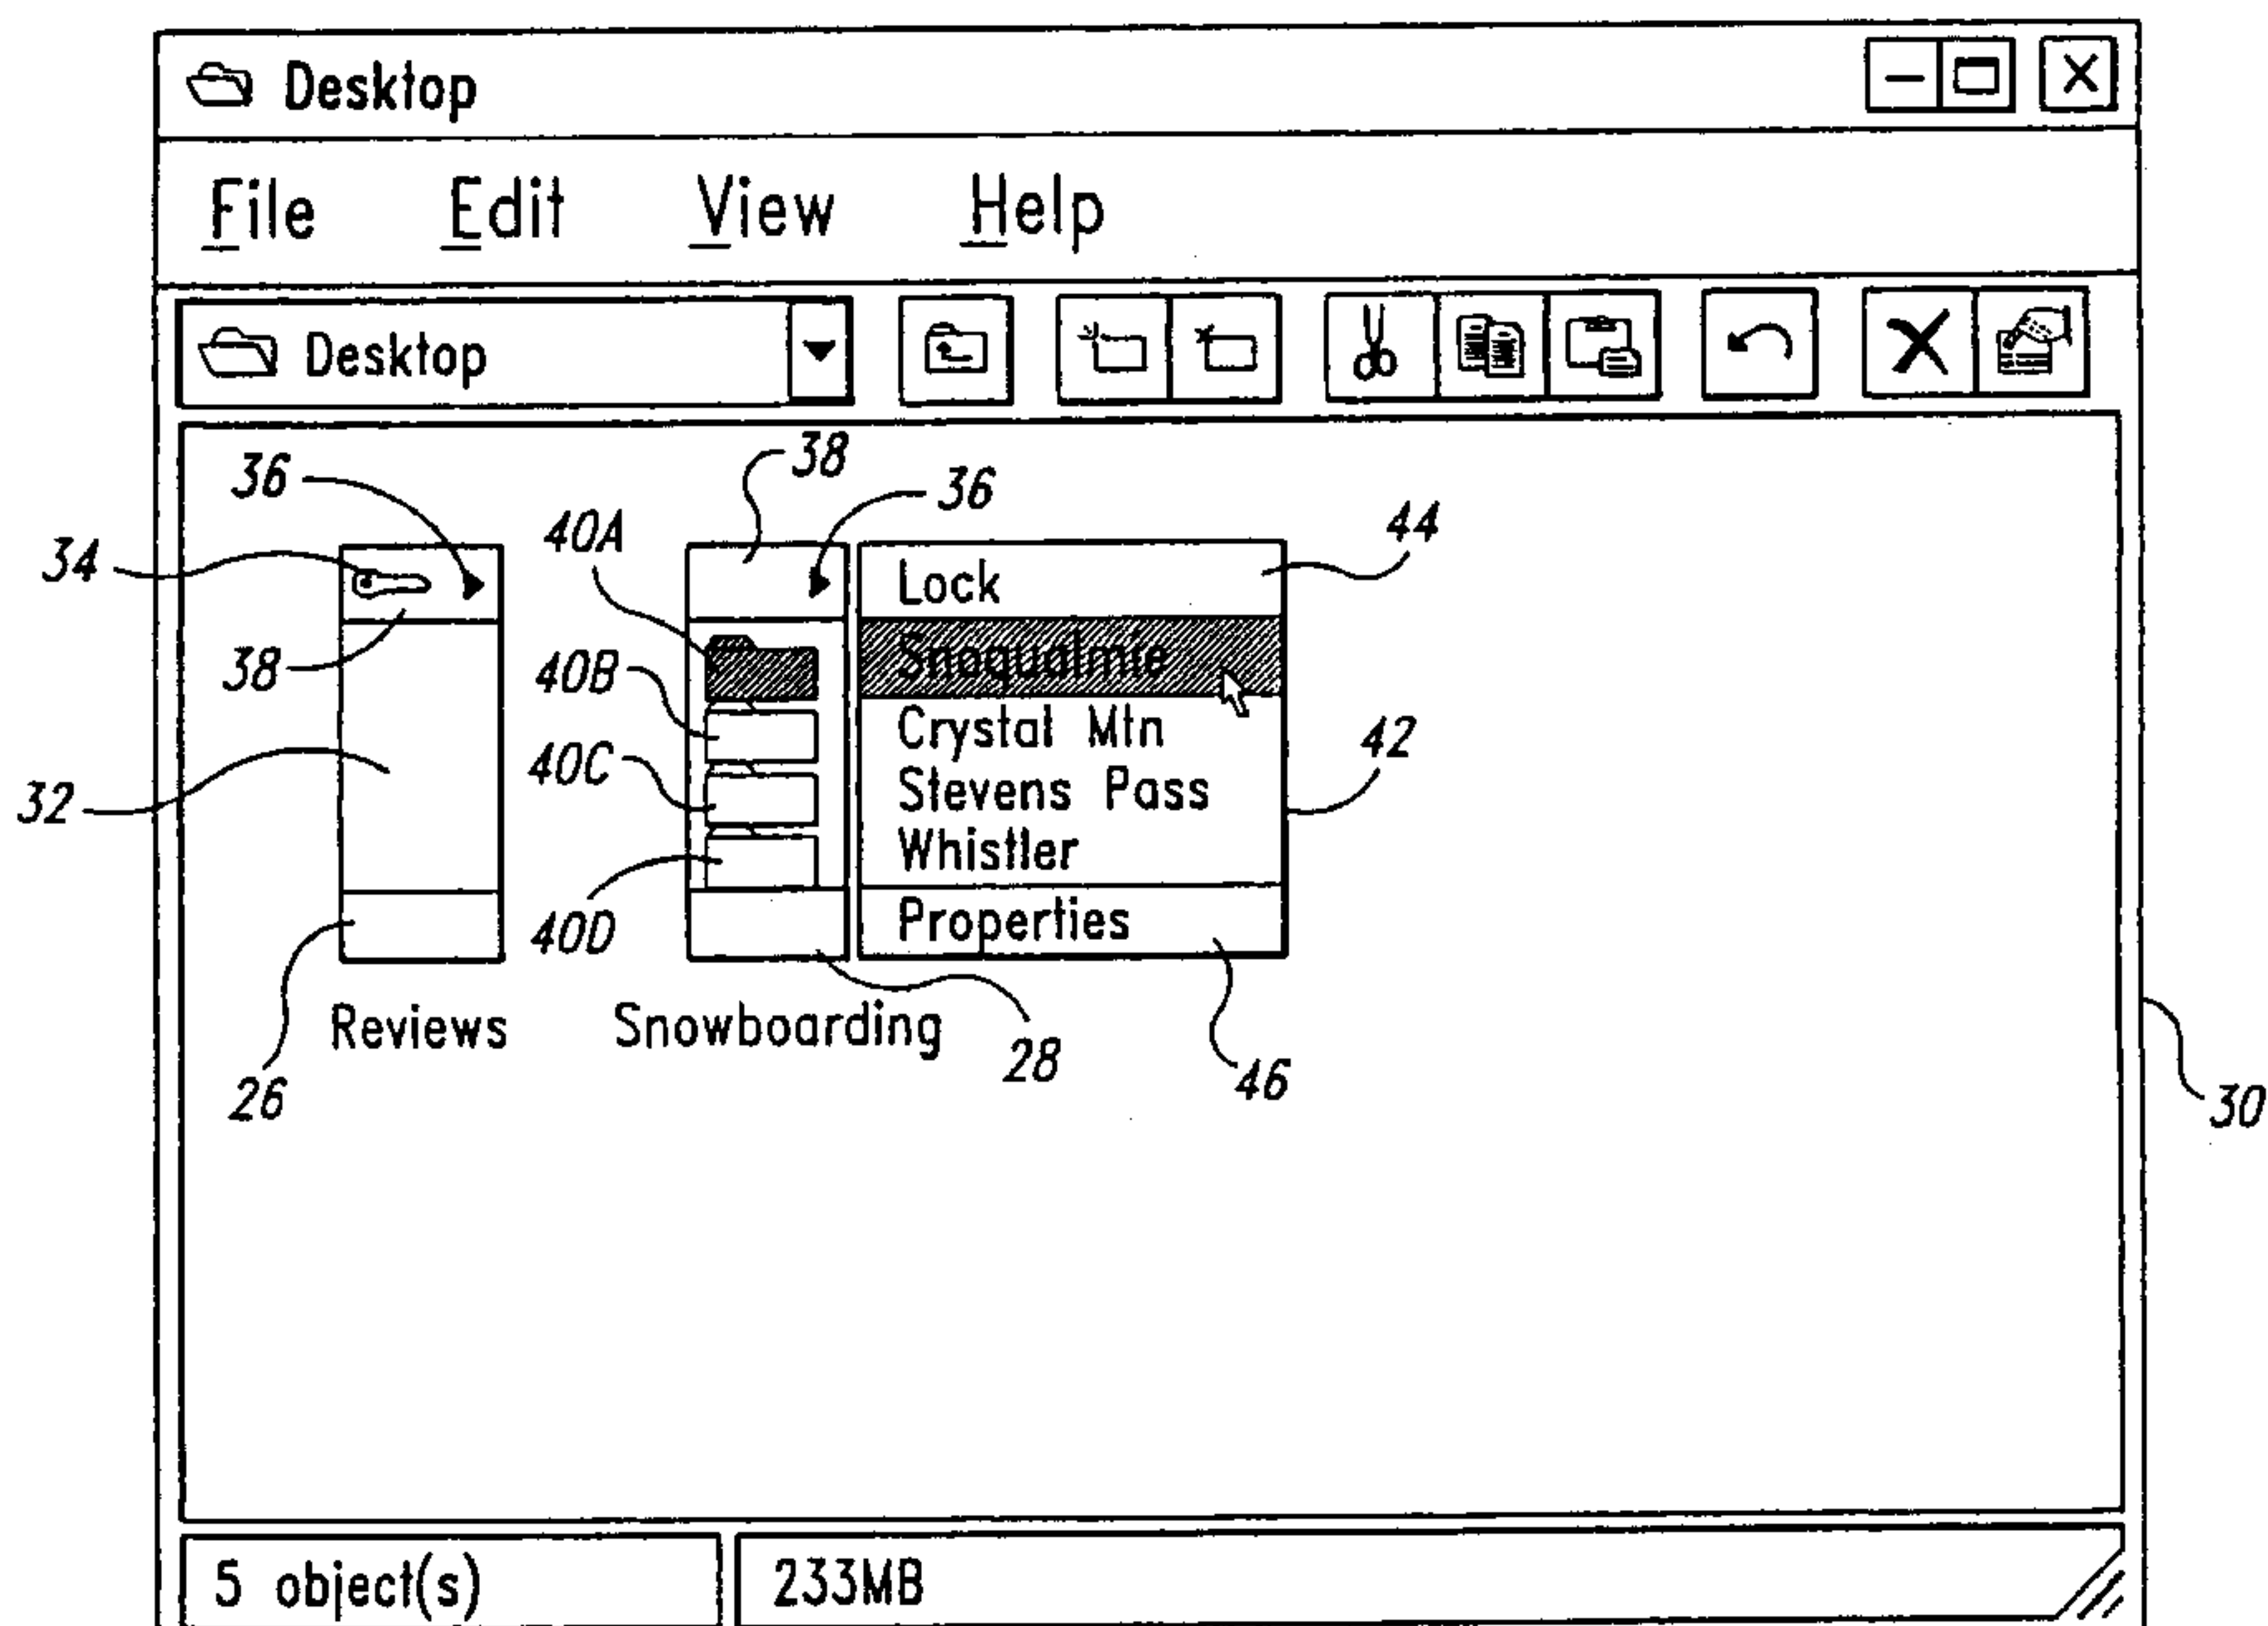 Desktop
File Edit View Help
Desktop
38
36 36
40A 44
34 Lock
Snoqualmie
38 40B
Crystal Mtn 42
40C Stevens Pass
32
Whistler
Properties
40D
Reviews Snowboarding
28
26 46
30
5 object(s) 233MB